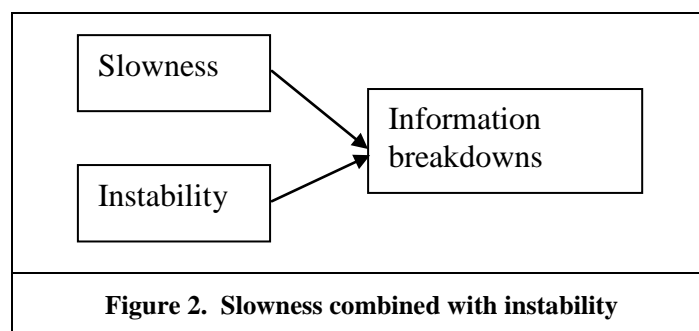 Slowness
Information
breakdowns
Instability
Figure 2. Slowness combined with instability